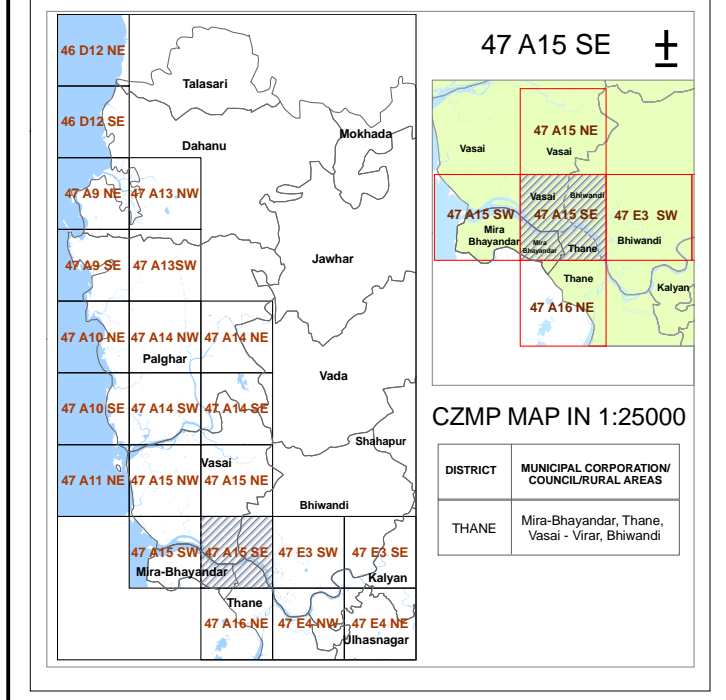 46 D12 NE
Talasari
46 D12 SE
Mokhada
Dahanu
47 A9 NE 47 A13 NW
47 A9 SE 47 A13SW
Jawhar
47 A10 NE 47 A14 NW 47 A14 NE
Palghar
Vada
47 A10 SE 47 A14 SW 47 A14 SE
Shahapur
Vasai
47 A11 NE 47 A15 NW 47 A15 NE
Bhiwandi
47 A15 SW 47 A15 SE 47 E3 SW 47 E3 SE
Mira-Bhayandar Kalyan
Thane
47 A16 NE 47 E4 NW 47 E4 NE
Ulhasnagar
47 A15 SE
47 A15 NE
Vasai Vasai
Vasai Bhiwandi
47 A15 SW 47 A15 SE 47 E3 SW
Mira
Bhayandar
Mira
Bhayandar
Thane
Bhiwandi
Thane
Kalyan
47 A16 NE
CZMP MAP IN 1:25000
DISTRICT
MUNICIPAL CORPORATION/
COUNCIL/RURAL AREAS
THANE
Mira-Bhayandar, Thane,
Vasai - Virar, Bhiwandi